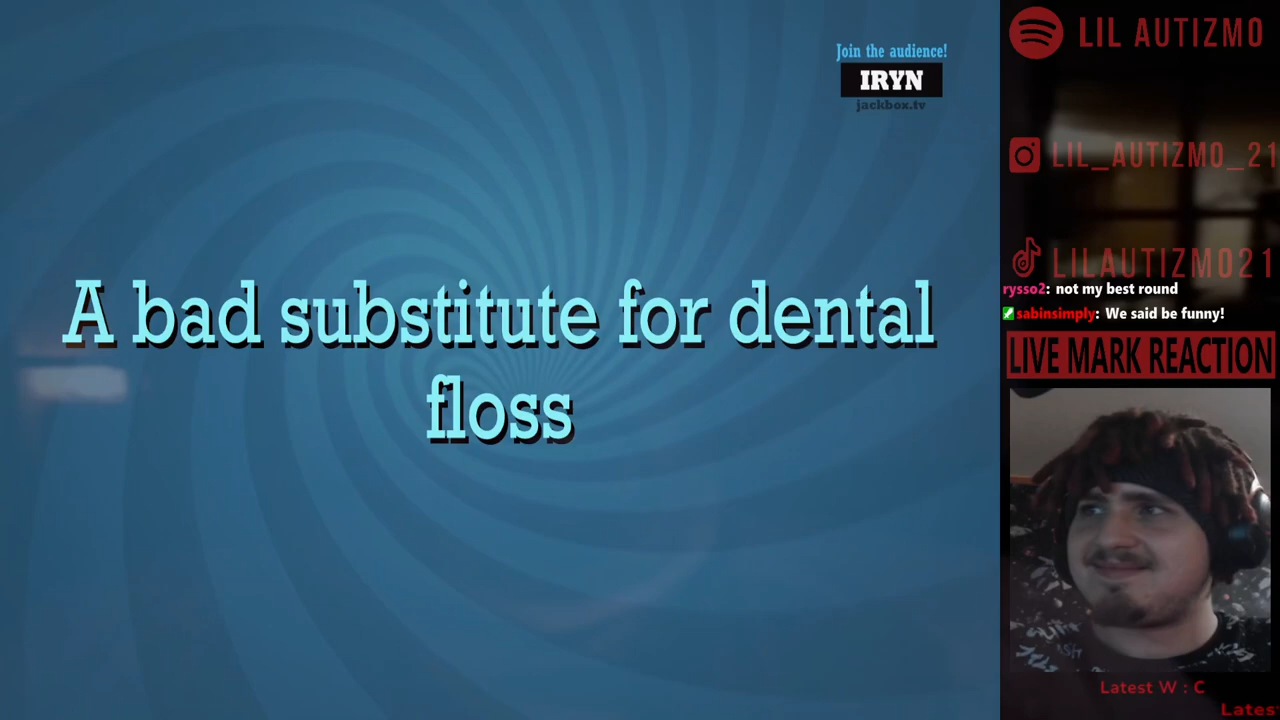 Join the audience!
IRYN
jackbox.tv
A bad substitute for dental
floss
LIL AUTIZMO
LIL_AUTIZMO_21
LILAUTIZMO21
rysso2: not my best round
sabinsimply: We said be funny!
LIVE MARK REACTION
Latest W : C
Lates